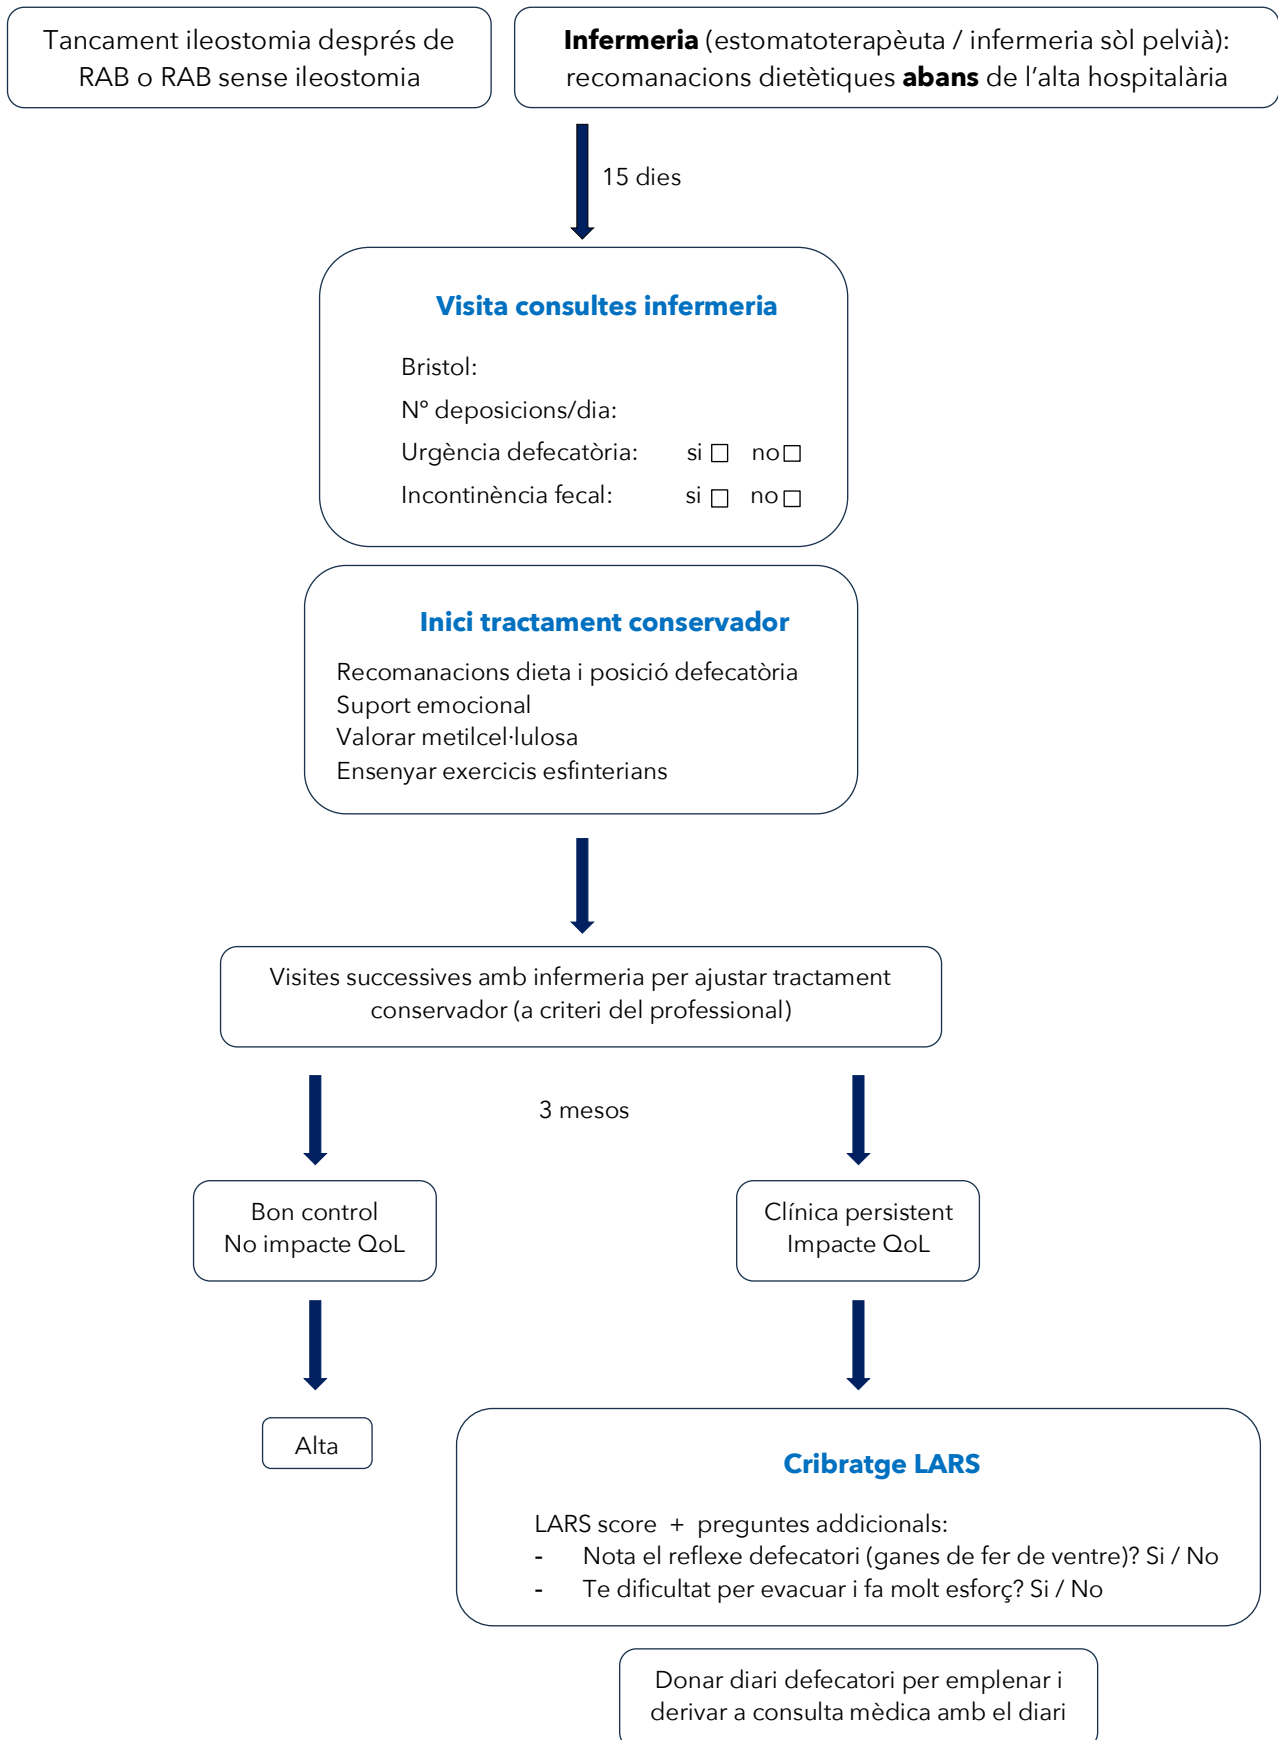 Tancament ileostomia després de
RAB o RAB sense ileostomia
Infermeria (estomatoterapèuta / infermeria sòl pelvià):
recomanacions dietètiques abans de l'alta hospitalària
15 dies
Visita consultes infermeria
Bristol:
Nº deposicions/dia:
Urgència defecatòria: si □ no □
Incontinència fecal: si □ no □
Inici tractament conservador
Recomanacions dieta i posició defecatòria
Suport emocional
Valorar metilcel·lulosa
Ensenyar exercicis esfinterians
Visites successives amb infermeria per ajustar tractament
conservador (a criteri del professional)
3 mesos
Bon control
No impacte QoL
Clínica persistent
Impacte QoL
Alta
Cribratge LARS
LARS score + preguntes addicionals:
- Nota el reflexe defecatori (ganes de fer de ventre)? Si / No
- Te dificultat per evacuar i fa molt esforç? Si / No
Donar diari defecatori per emplenar i
derivar a consulta mèdica amb el diari